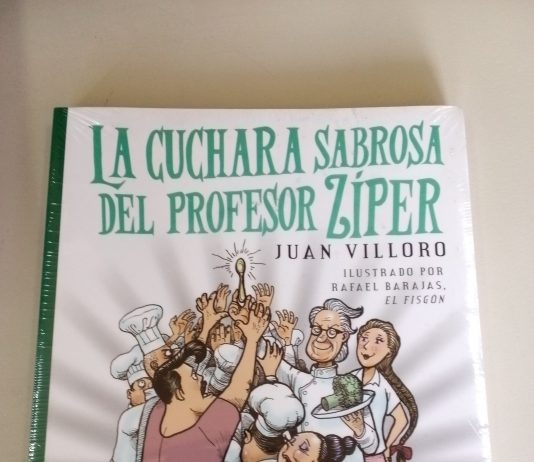 LA CUCHARA SABROSA
DEL PROFESOR ZÍPER
JUAN VILLORO
ILUSTRADO POR
RAFAEL BARAJAS,
EL FISGÓN